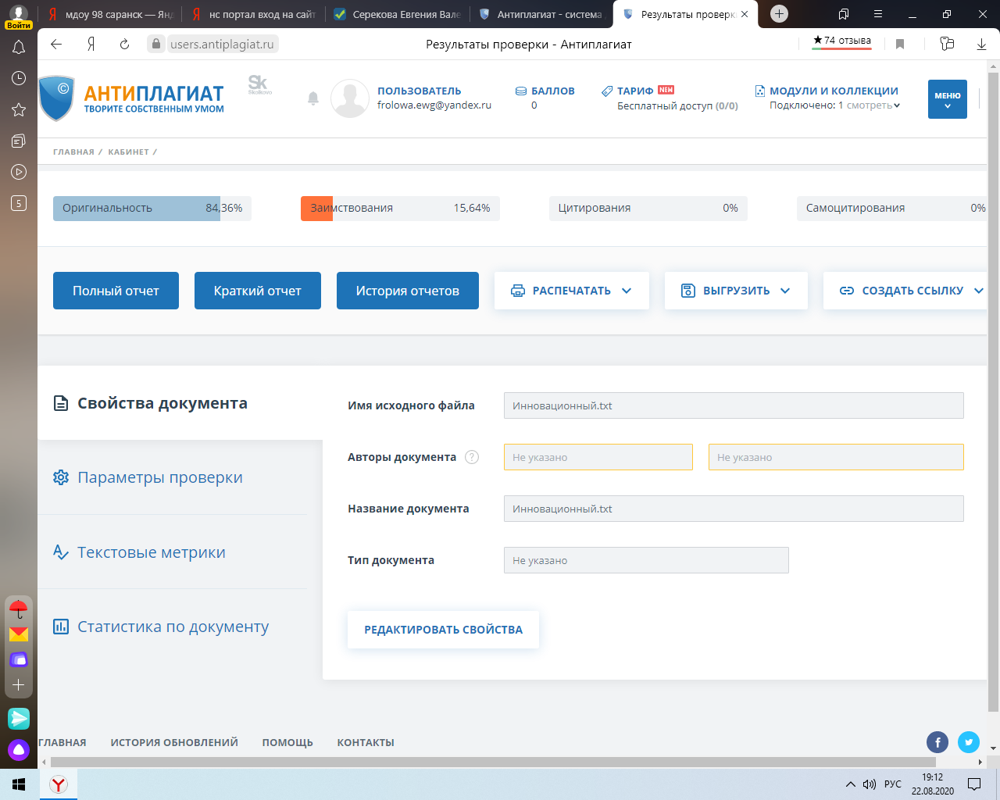 Войти
мдоу 98 саранск — Янд
нс портал вход на сайт
Серекова Евгения Вале
Антиплагиат - система
Результаты проверк
users.antiplagiat.ru
Результаты проверки - Антиплагиат
★74 отзыва
АНТИПЛАГИАТ
ТВОРИТЕ СОБСТВЕННЫМ УМОМ
Sk
Skolkovo
ПОЛЬЗОВАТЕЛЬ
frolowa.ewg@yandex.ru
БАЛЛОВ
0
ТАРИФ NEW
Бесплатный доступ (0/0)
МОДУЛИ И КОЛЛЕКЦИИ
Подключено: 1 смотреть
МЕНЮ
ГЛАВНАЯ / КАБИНЕТ /
5
Оригинальность 84,36%
Заимствования 15,64%
Цитирования 0%
Самоцитирования 0%
Полный отчет
Краткий отчет
История отчетов
РАСПЕЧАТАТЬ
ВЫГРУЗИТЬ
СОЗДАТЬ ССЫЛКУ
Свойства документа
Параметры проверки
Текстовые метрики
Статистика по документу
Имя исходного файла Инновационный.txt
Авторы документа ? Не указано Не указано
Название документа Инновационный.txt
Тип документа Не указано
РЕДАКТИРОВАТЬ СВОЙСТВА
ГЛАВНАЯ ИСТОРИЯ ОБНОВЛЕНИЙ ПОМОЩЬ КОНТАКТЫ
РУС
19:12
22.08.2020